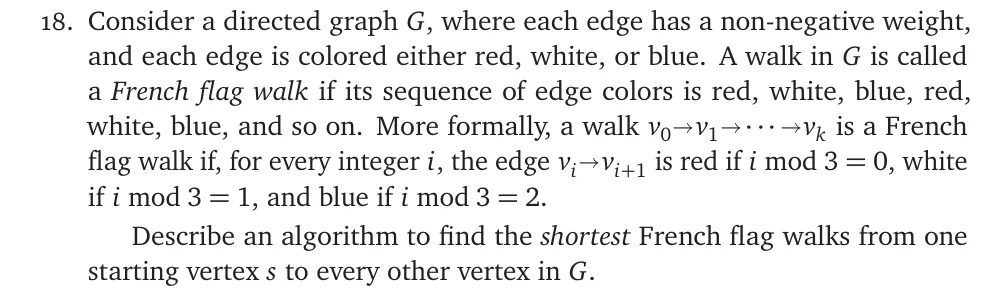 18. Consider a directed graph G, where each edge has a non-negative weight,
and each edge is colored either red, white, or blue. A walk in G is called
a French flag walk if its sequence of edge colors is red, white, blue, red,
white, blue, and so on. More formally, a walk v₀→v₁→···→vₖ is a French
flag walk if, for every integer i, the edge vᵢ→vᵢ₊₁ is red if i mod 3 = 0, white
if i mod 3 = 1, and blue if i mod 3 = 2.
Describe an algorithm to find the shortest French flag walks from one
starting vertex s to every other vertex in G.